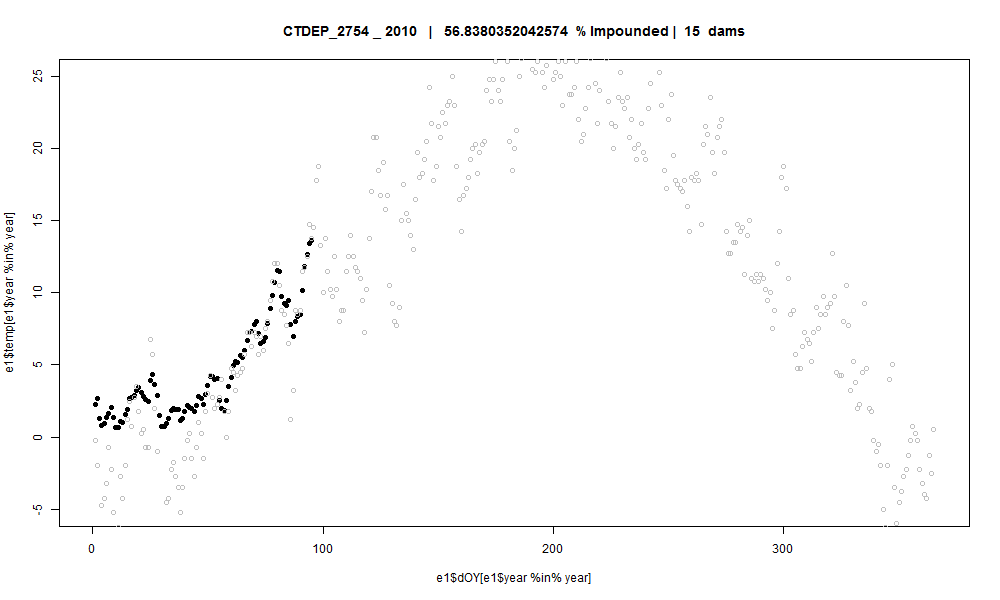 CTDEP_2754 _ 2010 | 56.8380352042574 % Impounded | 15 dams
e1$temp[e1$year %in% year]
25
20
15
10
5
0
-5
0 100 200 300
e1$dOY[e1$year %in% year]